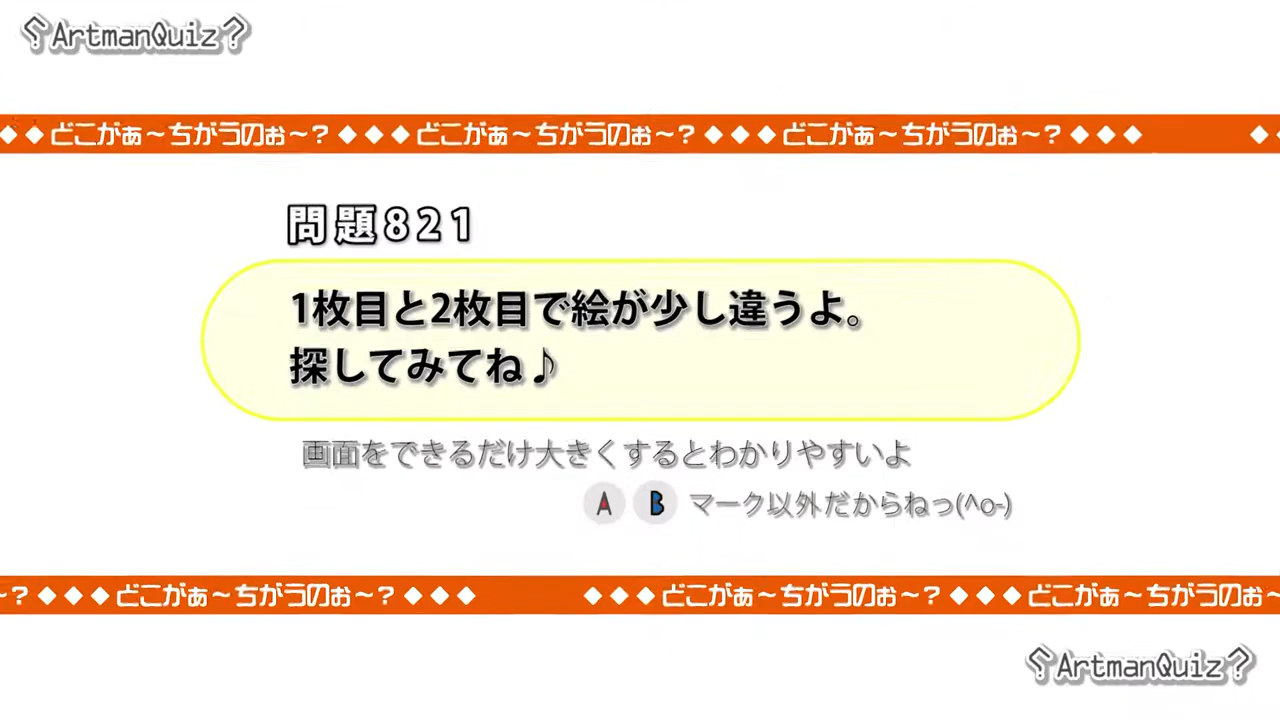 ArtmanQuiz?
◆◆どこがぁ~ちがうのぉ~?◆◆◆どこがぁ~ちがうのぉ~?◆◆◆どこがぁ~ちがうのぉ~?◆◆◆ ◆
問題821
1枚目と2枚目で絵が少し違うよ。
探してみてね♪
画面をできるだけ大きくするとわかりやすいよ
A B マーク以外だからねっ(^o-)
~?◆◆◆どこがぁ~ちがうのぉ~?◆◆◆ ◆◆◆どこがぁ~ちがうのぉ~?◆◆◆どこがぁ~ちがうのぉ~
?ArtmanQuiz?